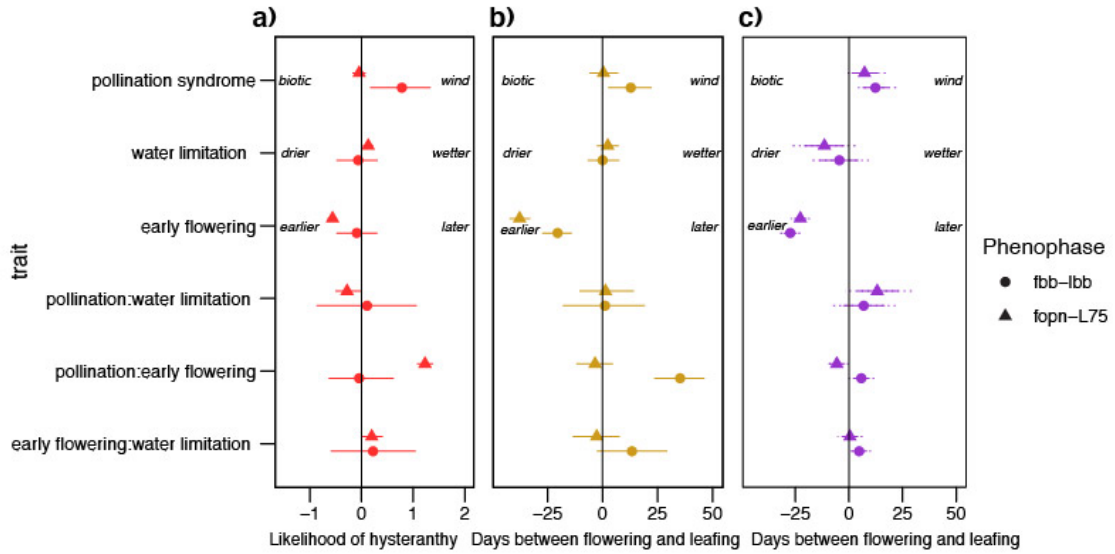 a)
b)
c)
pollination syndrome
biotic
wind
biotic
wind
biotic
wind
water limitation
drier
wetter
drier
wetter
drier
wetter
early flowering
earlier
later
earlier
later
earlier
later
trait
pollination:water limitation
pollination:early flowering
early flowering:water limitation
Phenophase
fbb-lbb
fopn-L75
−1 0 1 2
−25 0 25 50
−25 0 25 50
Likelihood of hysteranthy
Days between flowering and leafing
Days between flowering and leafing